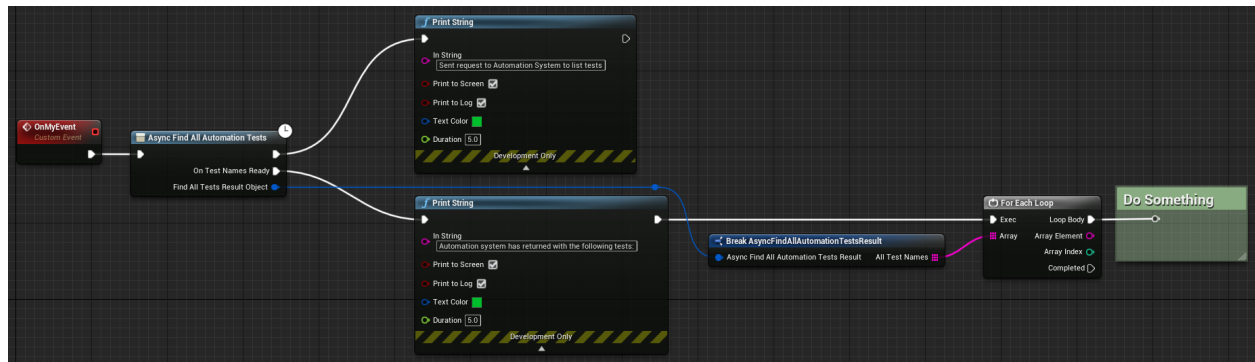 OnMyEvent
Custom Event
Async Find All Automation Tests
On Test Names Ready
Find All Tests Result Object
Print String
In String
Sent request to Automation System to list tests
Print to Screen
Print to Log
Text Color
Duration 5.0
Development Only
Print String
In String
Automation system has returned with the following tests:
Print to Screen
Print to Log
Text Color
Duration 5.0
Development Only
Break AsyncFindAllAutomationTestsResult
Async Find All Automation Tests Result All Test Names
For Each Loop
Exec Loop Body
Array Array Element
Array Index
Completed
Do Something